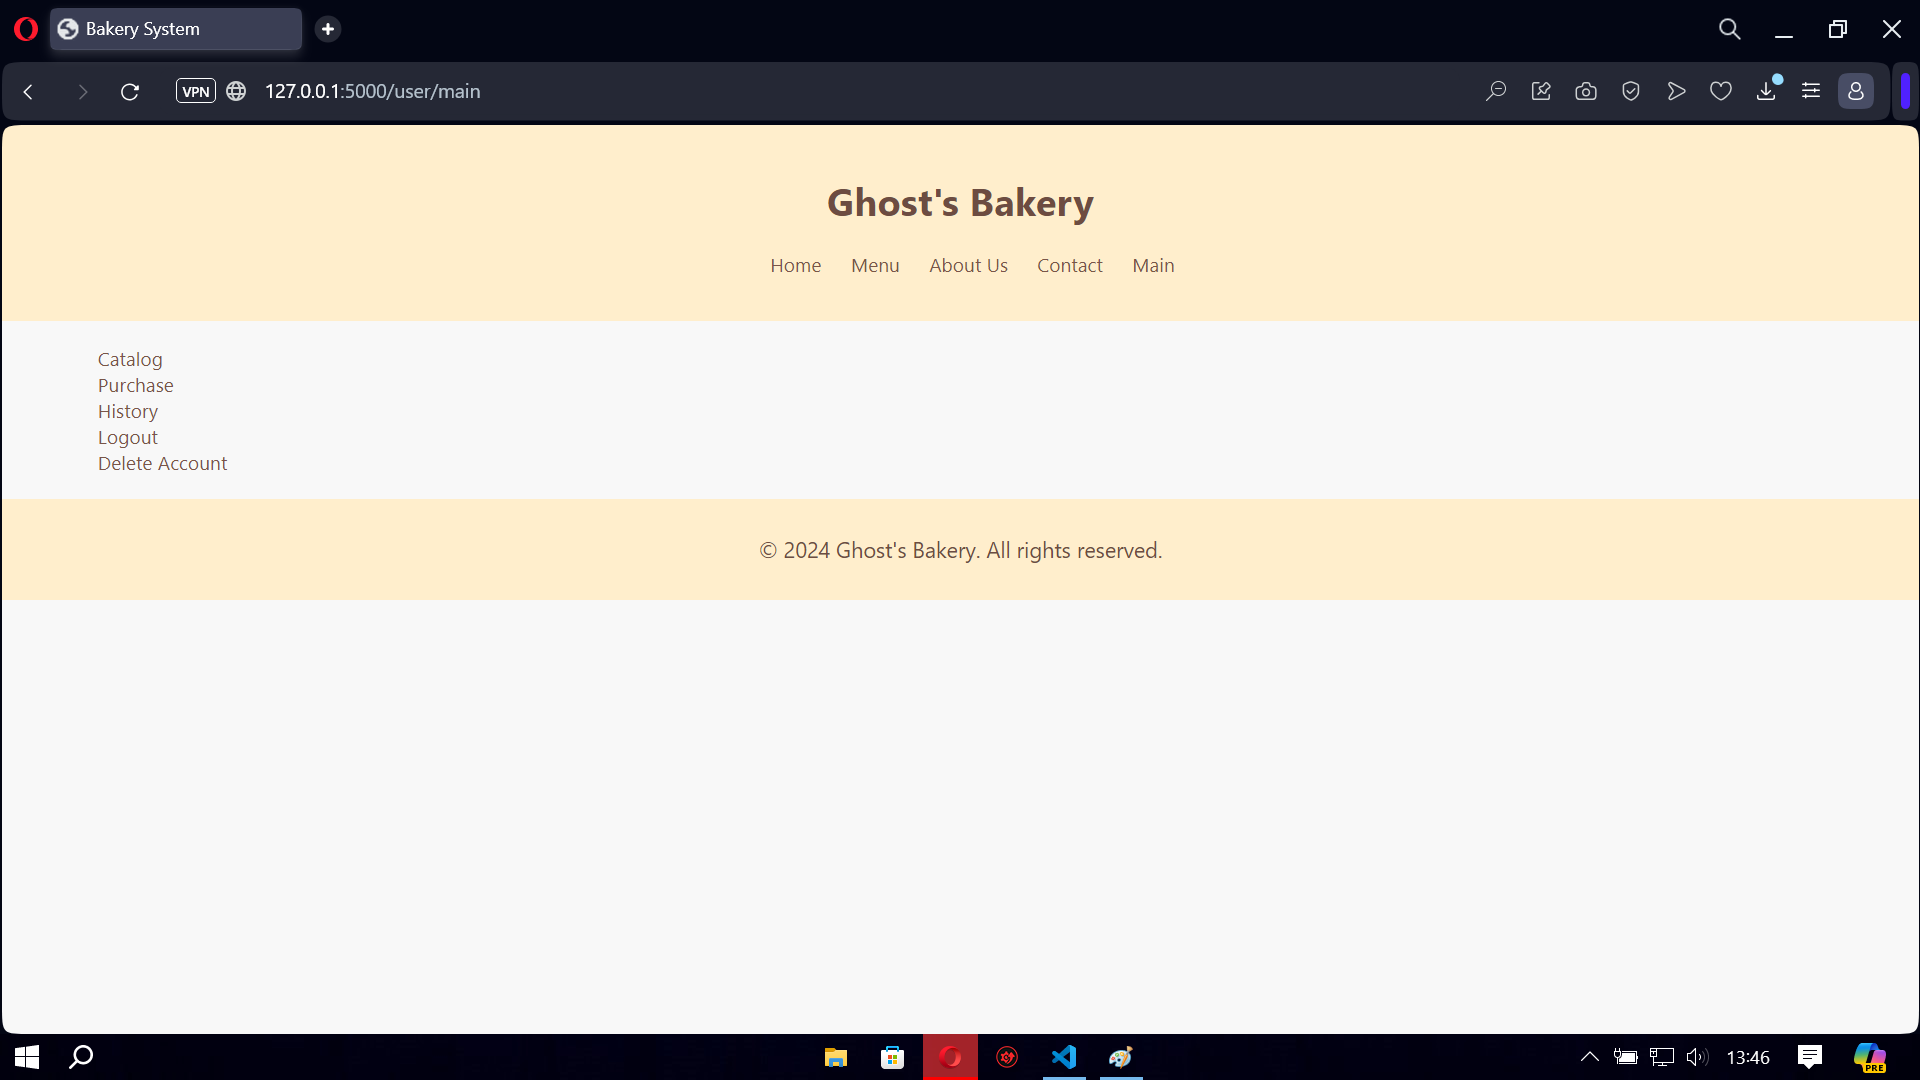 Bakery System
VPN 127.0.0.1:5000/user/main
Ghost's Bakery
Home Menu About Us Contact Main
Catalog
Purchase
History
Logout
Delete Account
© 2024 Ghost's Bakery. All rights reserved.
13:46
PRE